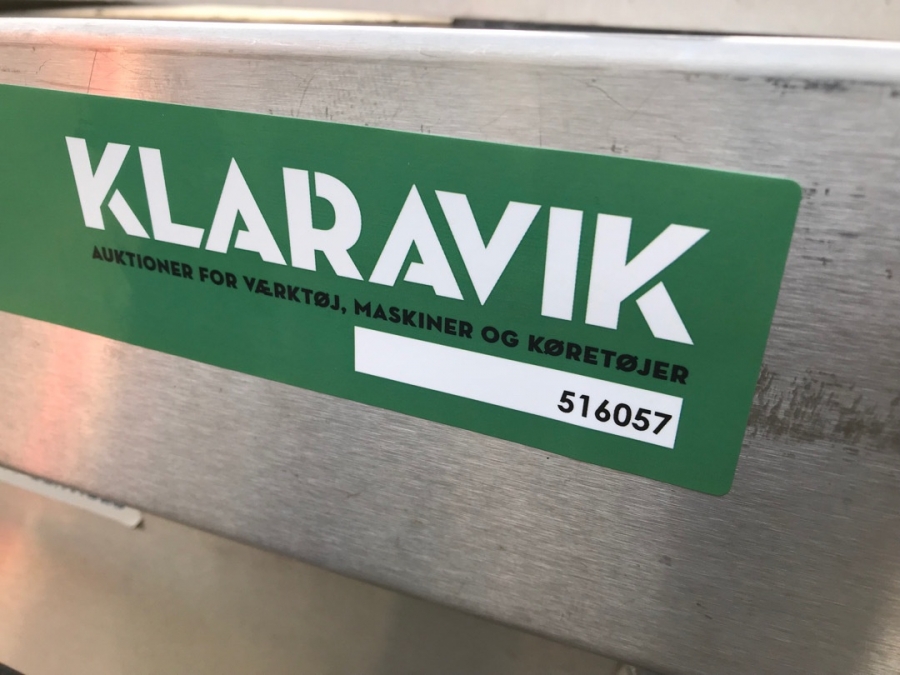 KLARAVIK
AUKTIONER FOR VÆRKTØJ, MASKINER OG KØRETØJER
516057